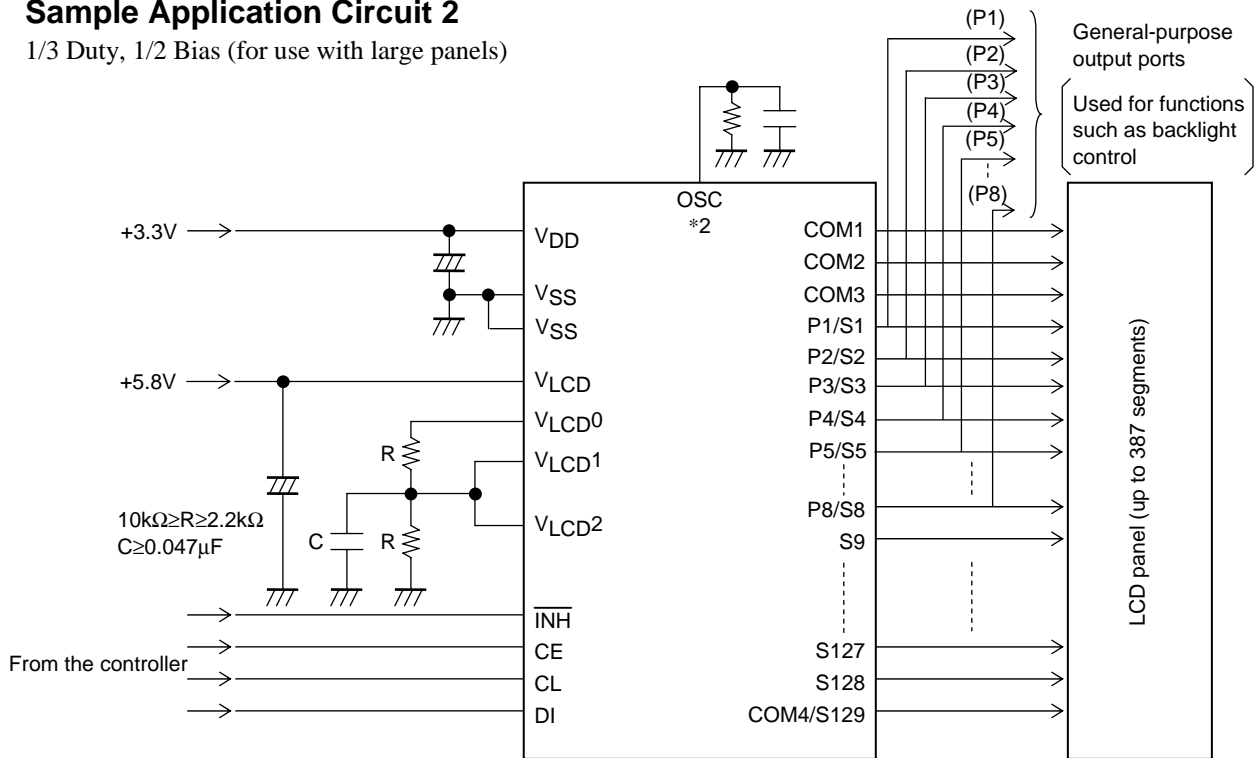 Sample Application Circuit 2
1/3 Duty, 1/2 Bias (for use with large panels)
(P1)
(P2)
(P3)
(P4)
(P5)
(P8)
General-purpose
output ports
Used for functions
such as backlight
control
OSC
*2
+3.3V
VDD
VSS
VSS
+5.8V
VLCD
VLCD0
R
VLCD1
VLCD2
10kΩ≥R≥2.2kΩ
C≥0.047μF
C
R
INH
From the controller
CE
CL
DI
COM1
COM2
COM3
P1/S1
P2/S2
P3/S3
P4/S4
P5/S5
P8/S8
S9
S127
S128
COM4/S129
LCD panel (up to 387 segments)